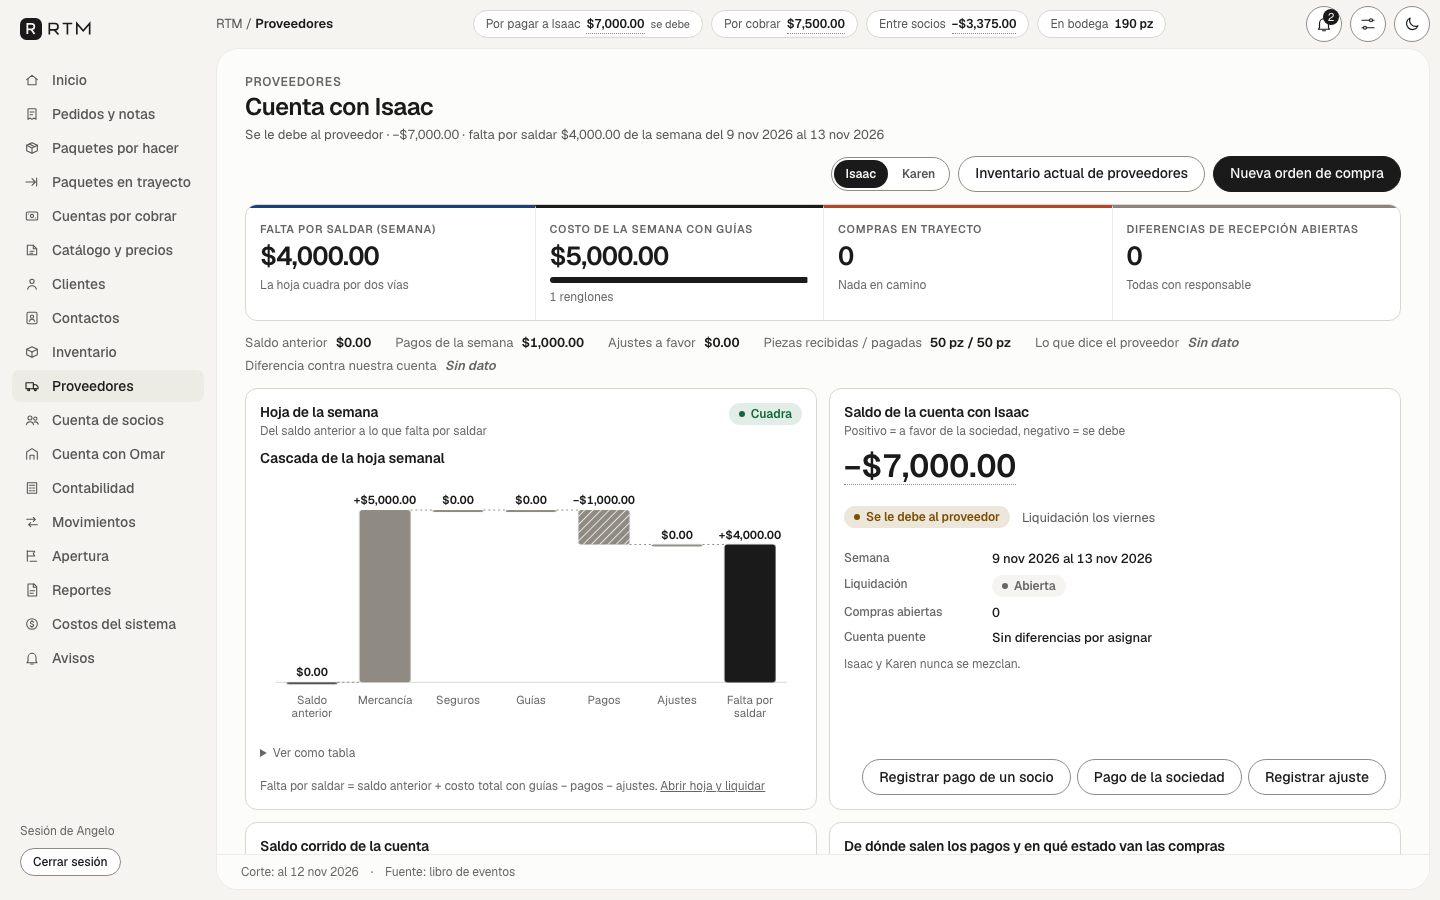 R RTM
RTM / Proveedores
Por pagar a Isaac $7,000.00 se debe
Por cobrar $7,500.00
Entre socios −$3,375.00
En bodega 190 pz
2
Inicio
Pedidos y notas
Paquetes por hacer
Paquetes en trayecto
Cuentas por cobrar
Catálogo y precios
Clientes
Contactos
Inventario
Proveedores
Cuenta de socios
Cuenta con Omar
Contabilidad
Movimientos
Apertura
Reportes
Costos del sistema
Avisos
Sesión de Angelo
Cerrar sesión
PROVEEDORES
Cuenta con Isaac
Se le debe al proveedor · −$7,000.00 · falta por saldar $4,000.00 de la semana del 9 nov 2026 al 13 nov 2026
Isaac
Karen
Inventario actual de proveedores
Nueva orden de compra
FALTA POR SALDAR (SEMANA)
$4,000.00
La hoja cuadra por dos vías
COSTO DE LA SEMANA CON GUÍAS
$5,000.00
1 renglones
COMPRAS EN TRAYECTO
0
Nada en camino
DIFERENCIAS DE RECEPCIÓN ABIERTAS
0
Todas con responsable
Saldo anterior $0.00 Pagos de la semana $1,000.00 Ajustes a favor $0.00 Piezas recibidas / pagadas 50 pz / 50 pz Lo que dice el proveedor Sin dato
Diferencia contra nuestra cuenta Sin dato
Hoja de la semana
Cuadra
Del saldo anterior a lo que falta por saldar
Cascada de la hoja semanal
+$5,000.00 $0.00 $0.00 −$1,000.00
$0.00 +$4,000.00
$0.00
Saldo anterior
Mercancía
Seguros
Guías
Pagos
Ajustes
Falta por saldar
Ver como tabla
Falta por saldar = saldo anterior + costo total con guías − pagos − ajustes. Abrir hoja y liquidar
Saldo de la cuenta con Isaac
Positivo = a favor de la sociedad, negativo = se debe
−$7,000.00
Se le debe al proveedor Liquidación los viernes
Semana 9 nov 2026 al 13 nov 2026
Liquidación Abierta
Compras abiertas 0
Cuenta puente Sin diferencias por asignar
Isaac y Karen nunca se mezclan.
Registrar pago de un socio
Pago de la sociedad
Registrar ajuste
Saldo corrido de la cuenta
De dónde salen los pagos y en qué estado van las compras
Corte: al 12 nov 2026 · Fuente: libro de eventos